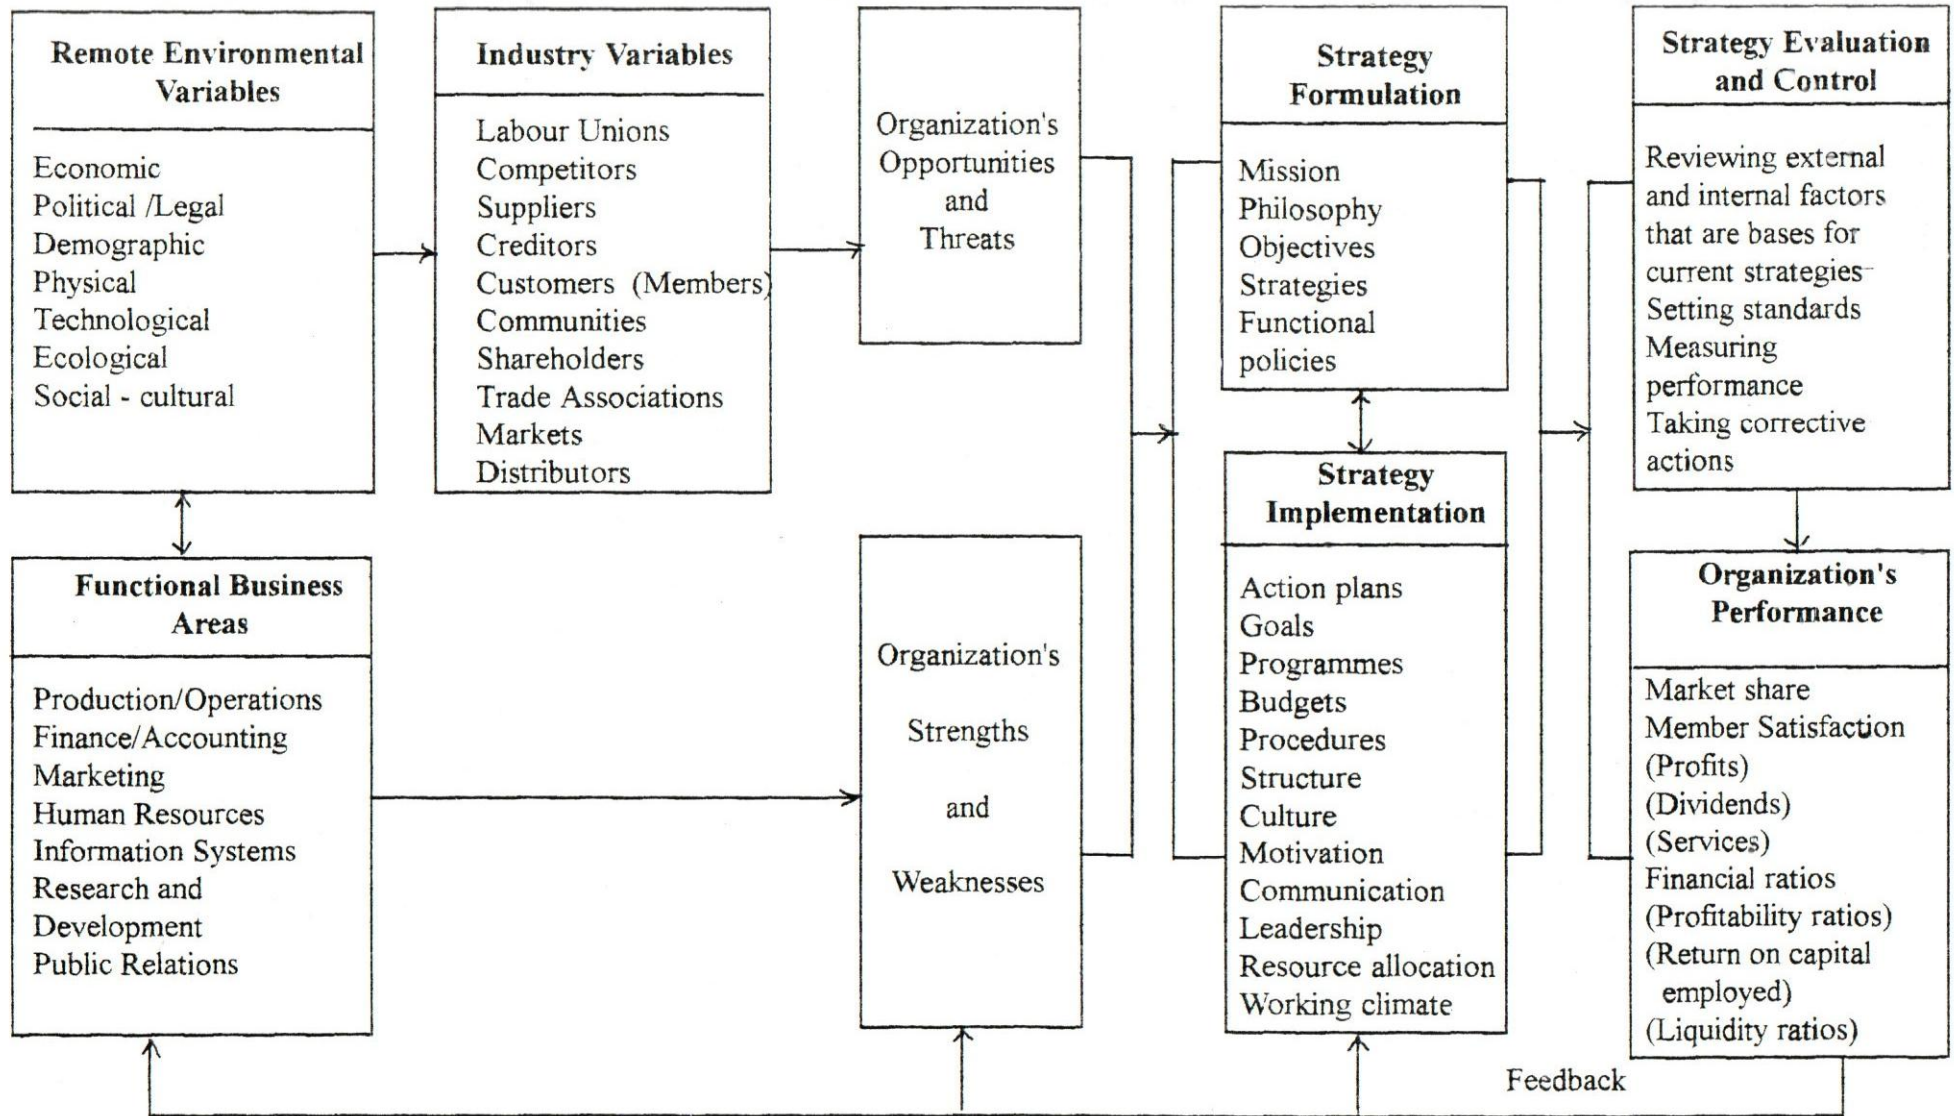 Remote Environmental
Variables
Economic
Political /Legal
Demographic
Physical
Technological
Ecological
Social - cultural
Industry Variables
Labour Unions
Competitors
Suppliers
Creditors
Customers (Members)
Communities
Shareholders
Trade Associations
Markets
Distributors
Organization's
Opportunities
and
Threats
Strategy
Formulation
Mission
Philosophy
Objectives
Strategies
Functional
policies
Strategy Evaluation
and Control
Reviewing external
and internal factors
that are bases for
current strategies
Setting standards
Measuring
performance
Taking corrective
actions
Functional Business
Areas
Production/Operations
Finance/Accounting
Marketing
Human Resources
Information Systems
Research and
Development
Public Relations
Organization's
Strengths
and
Weaknesses
Strategy
Implementation
Action plans
Goals
Programmes
Budgets
Procedures
Structure
Culture
Motivation
Communication
Leadership
Resource allocation
Working climate
Organization's
Performance
Market share
Member Satisfaction
(Profits)
(Dividends)
(Services)
Financial ratios
(Profitability ratios)
(Return on capital
employed)
(Liquidity ratios)
Feedback